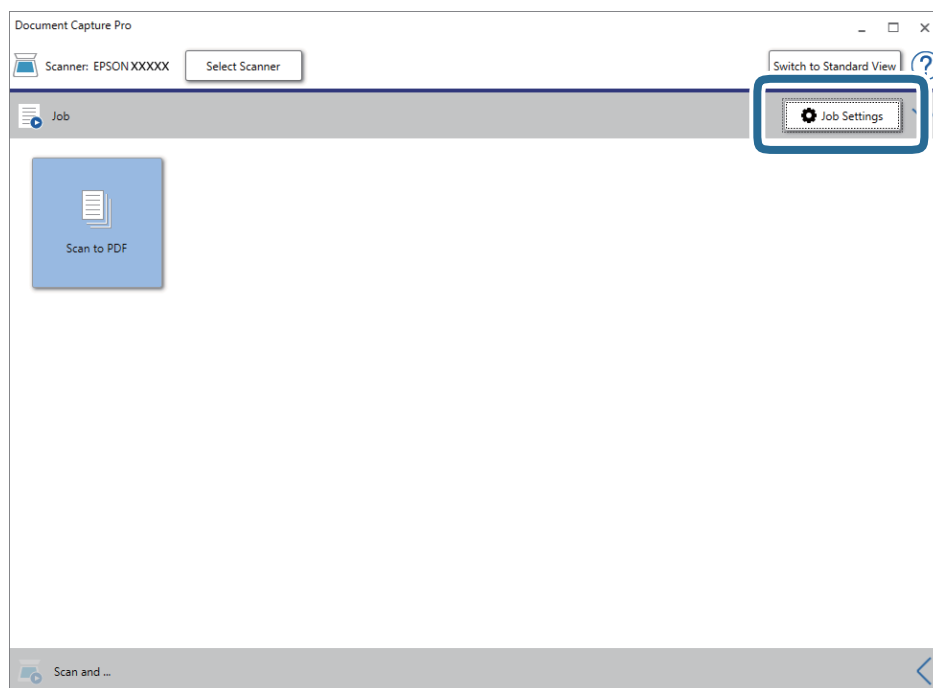 Document Capture Pro
Scanner: EPSON XXXXX
Select Scanner
Switch to Standard View
?
Job
Job Settings
Scan to PDF
Scan and ...